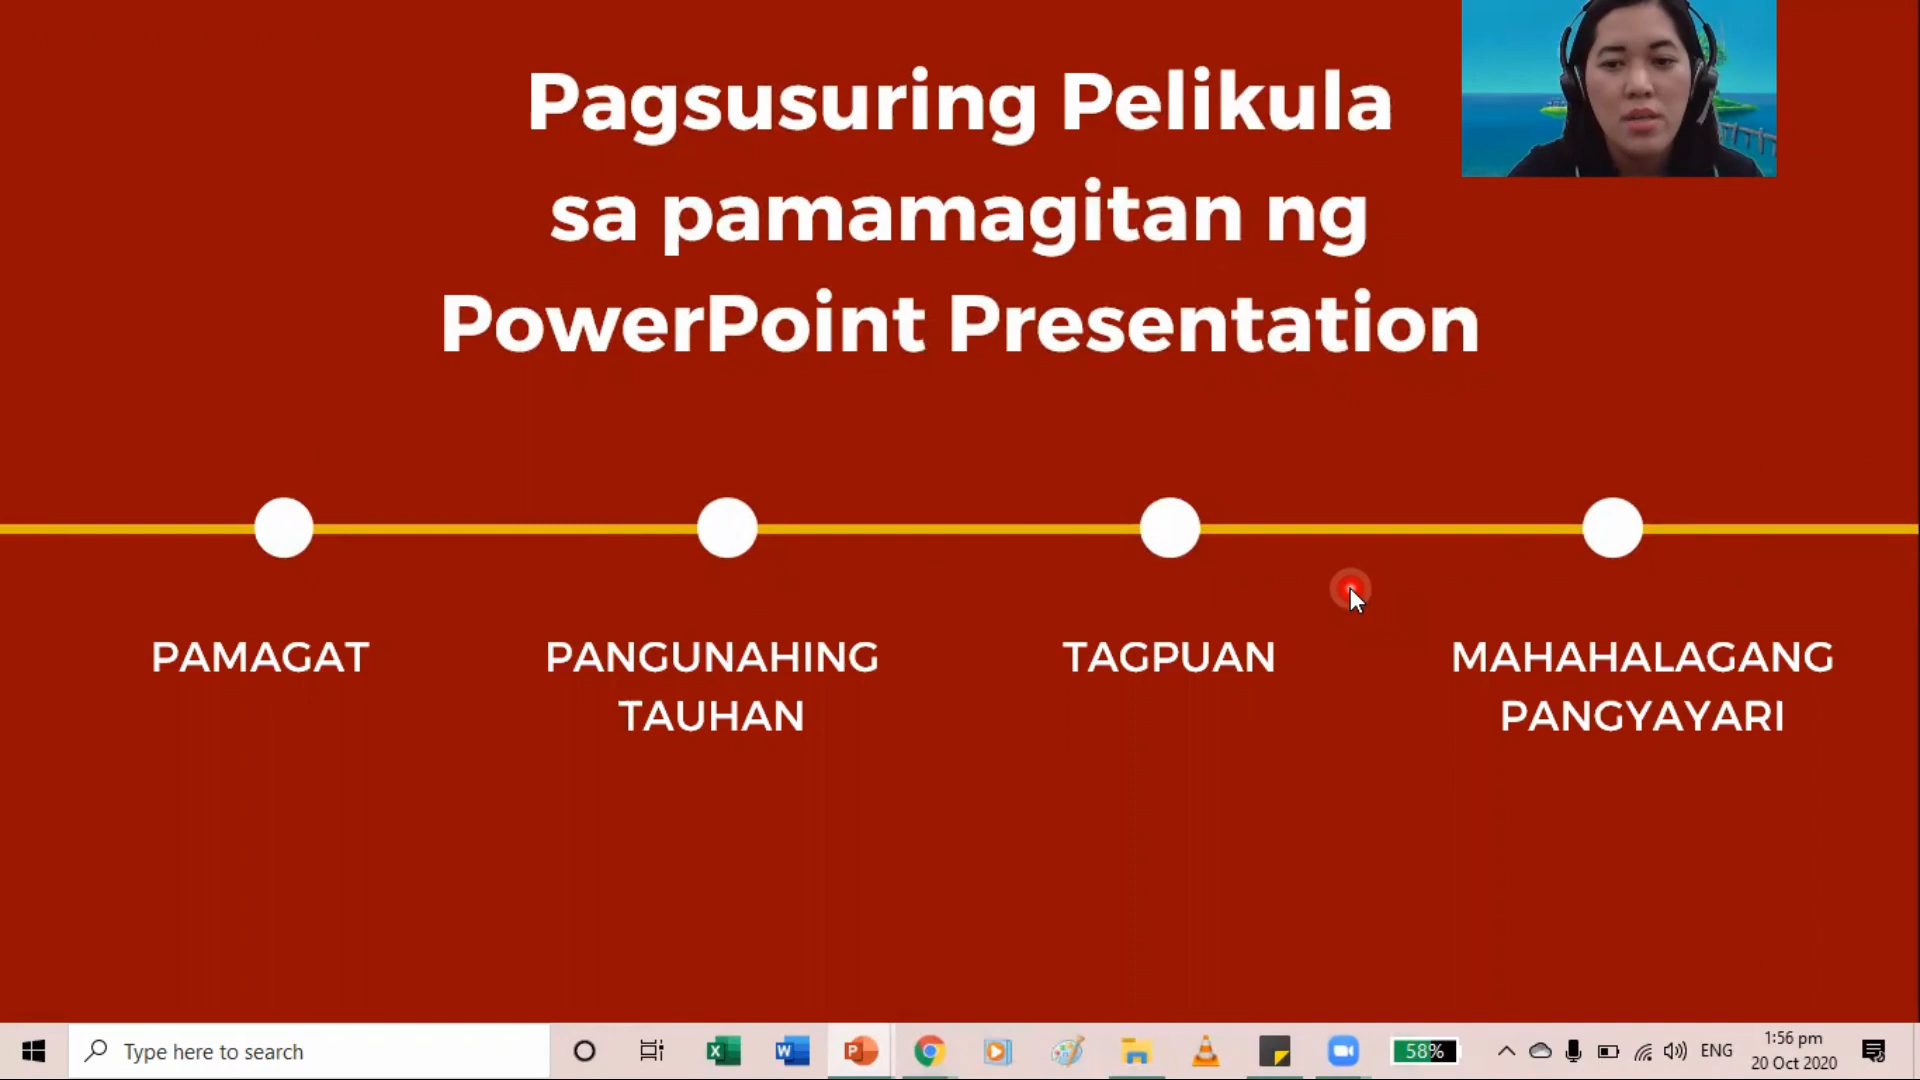 Pagsusuring Pelikula
sa pamamagitan ng
PowerPoint Presentation
PAMAGAT
PANGUNAHING
TAUHAN
TAGPUAN
MAHAHALAGANG
PANGYAYARI
Type here to search
58%
ENG
1:56 pm
20 Oct 2020